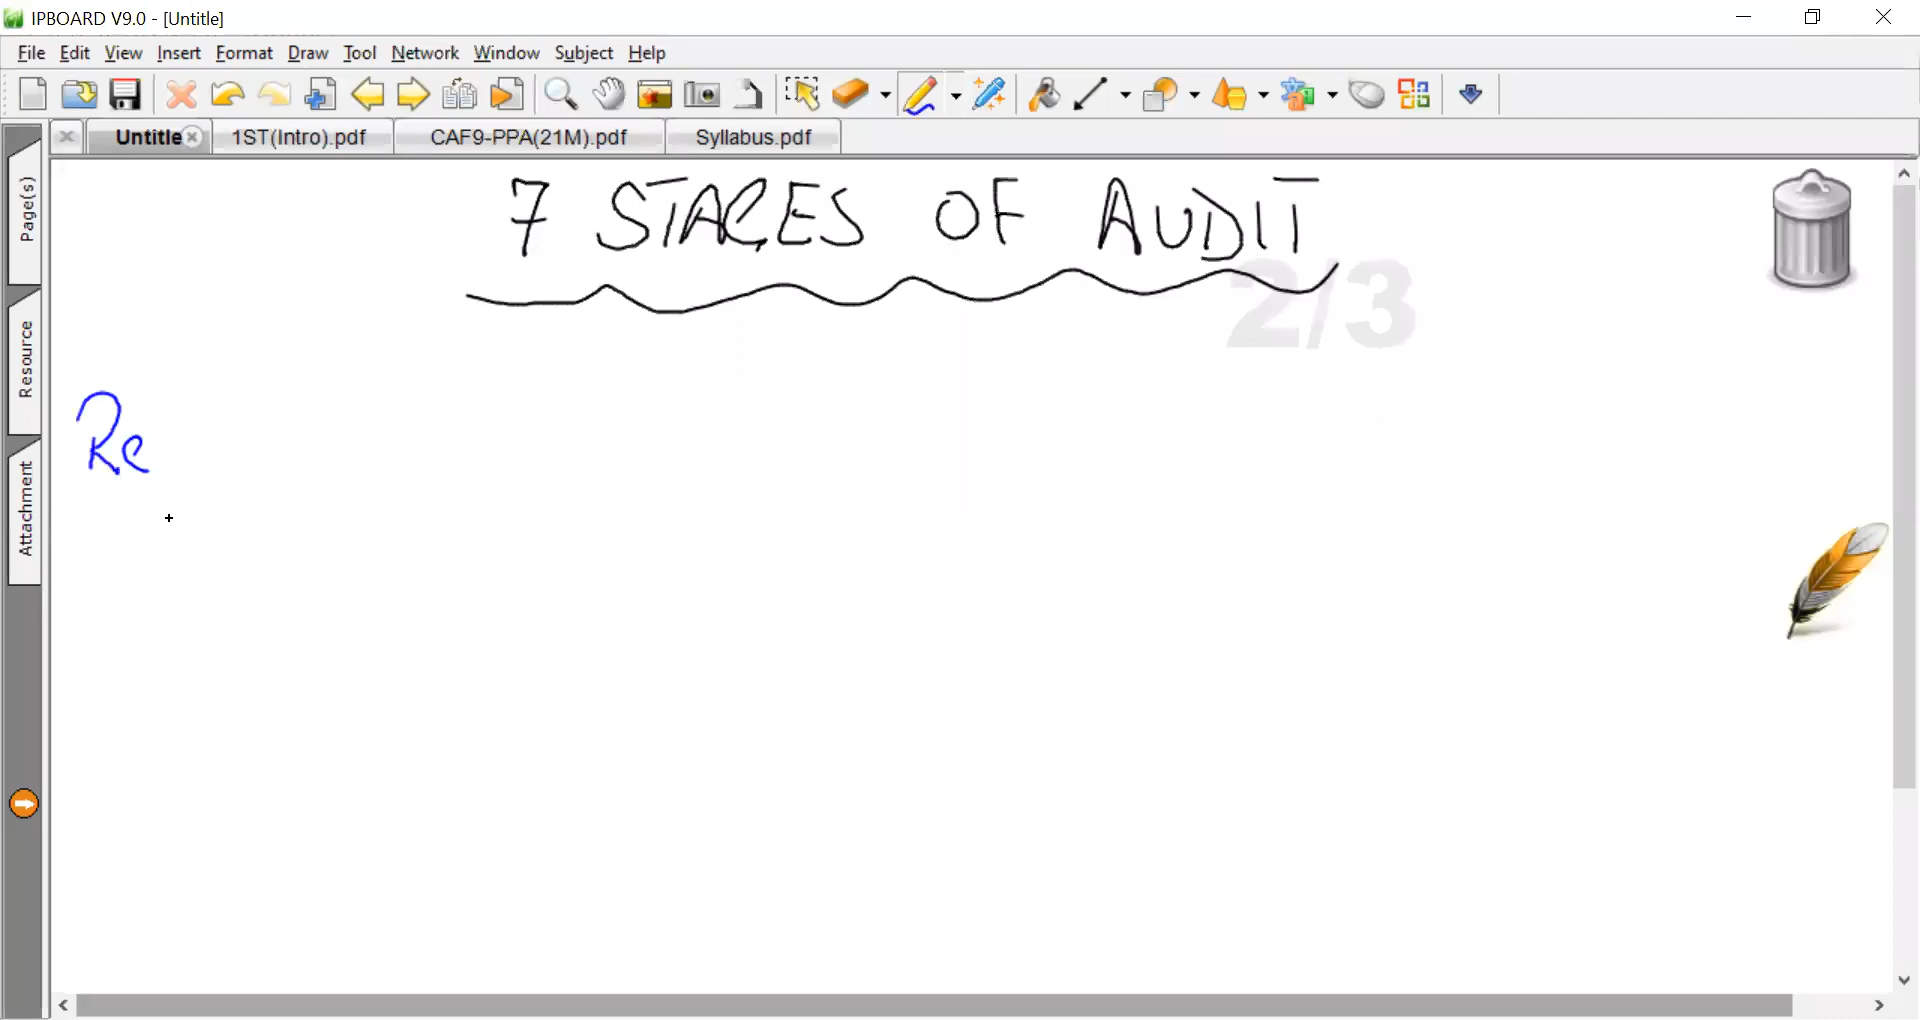 IPBOARD V9.0 - [Untitle]
File Edit View Insert Format Draw Tool Network Window Subject Help
Untitle 1ST(Intro).pdf CAF9-PPA(21M).pdf Syllabus.pdf
Page(s)
Resource
Attachment
7 STAGES OF AUDIT
2/3
Re